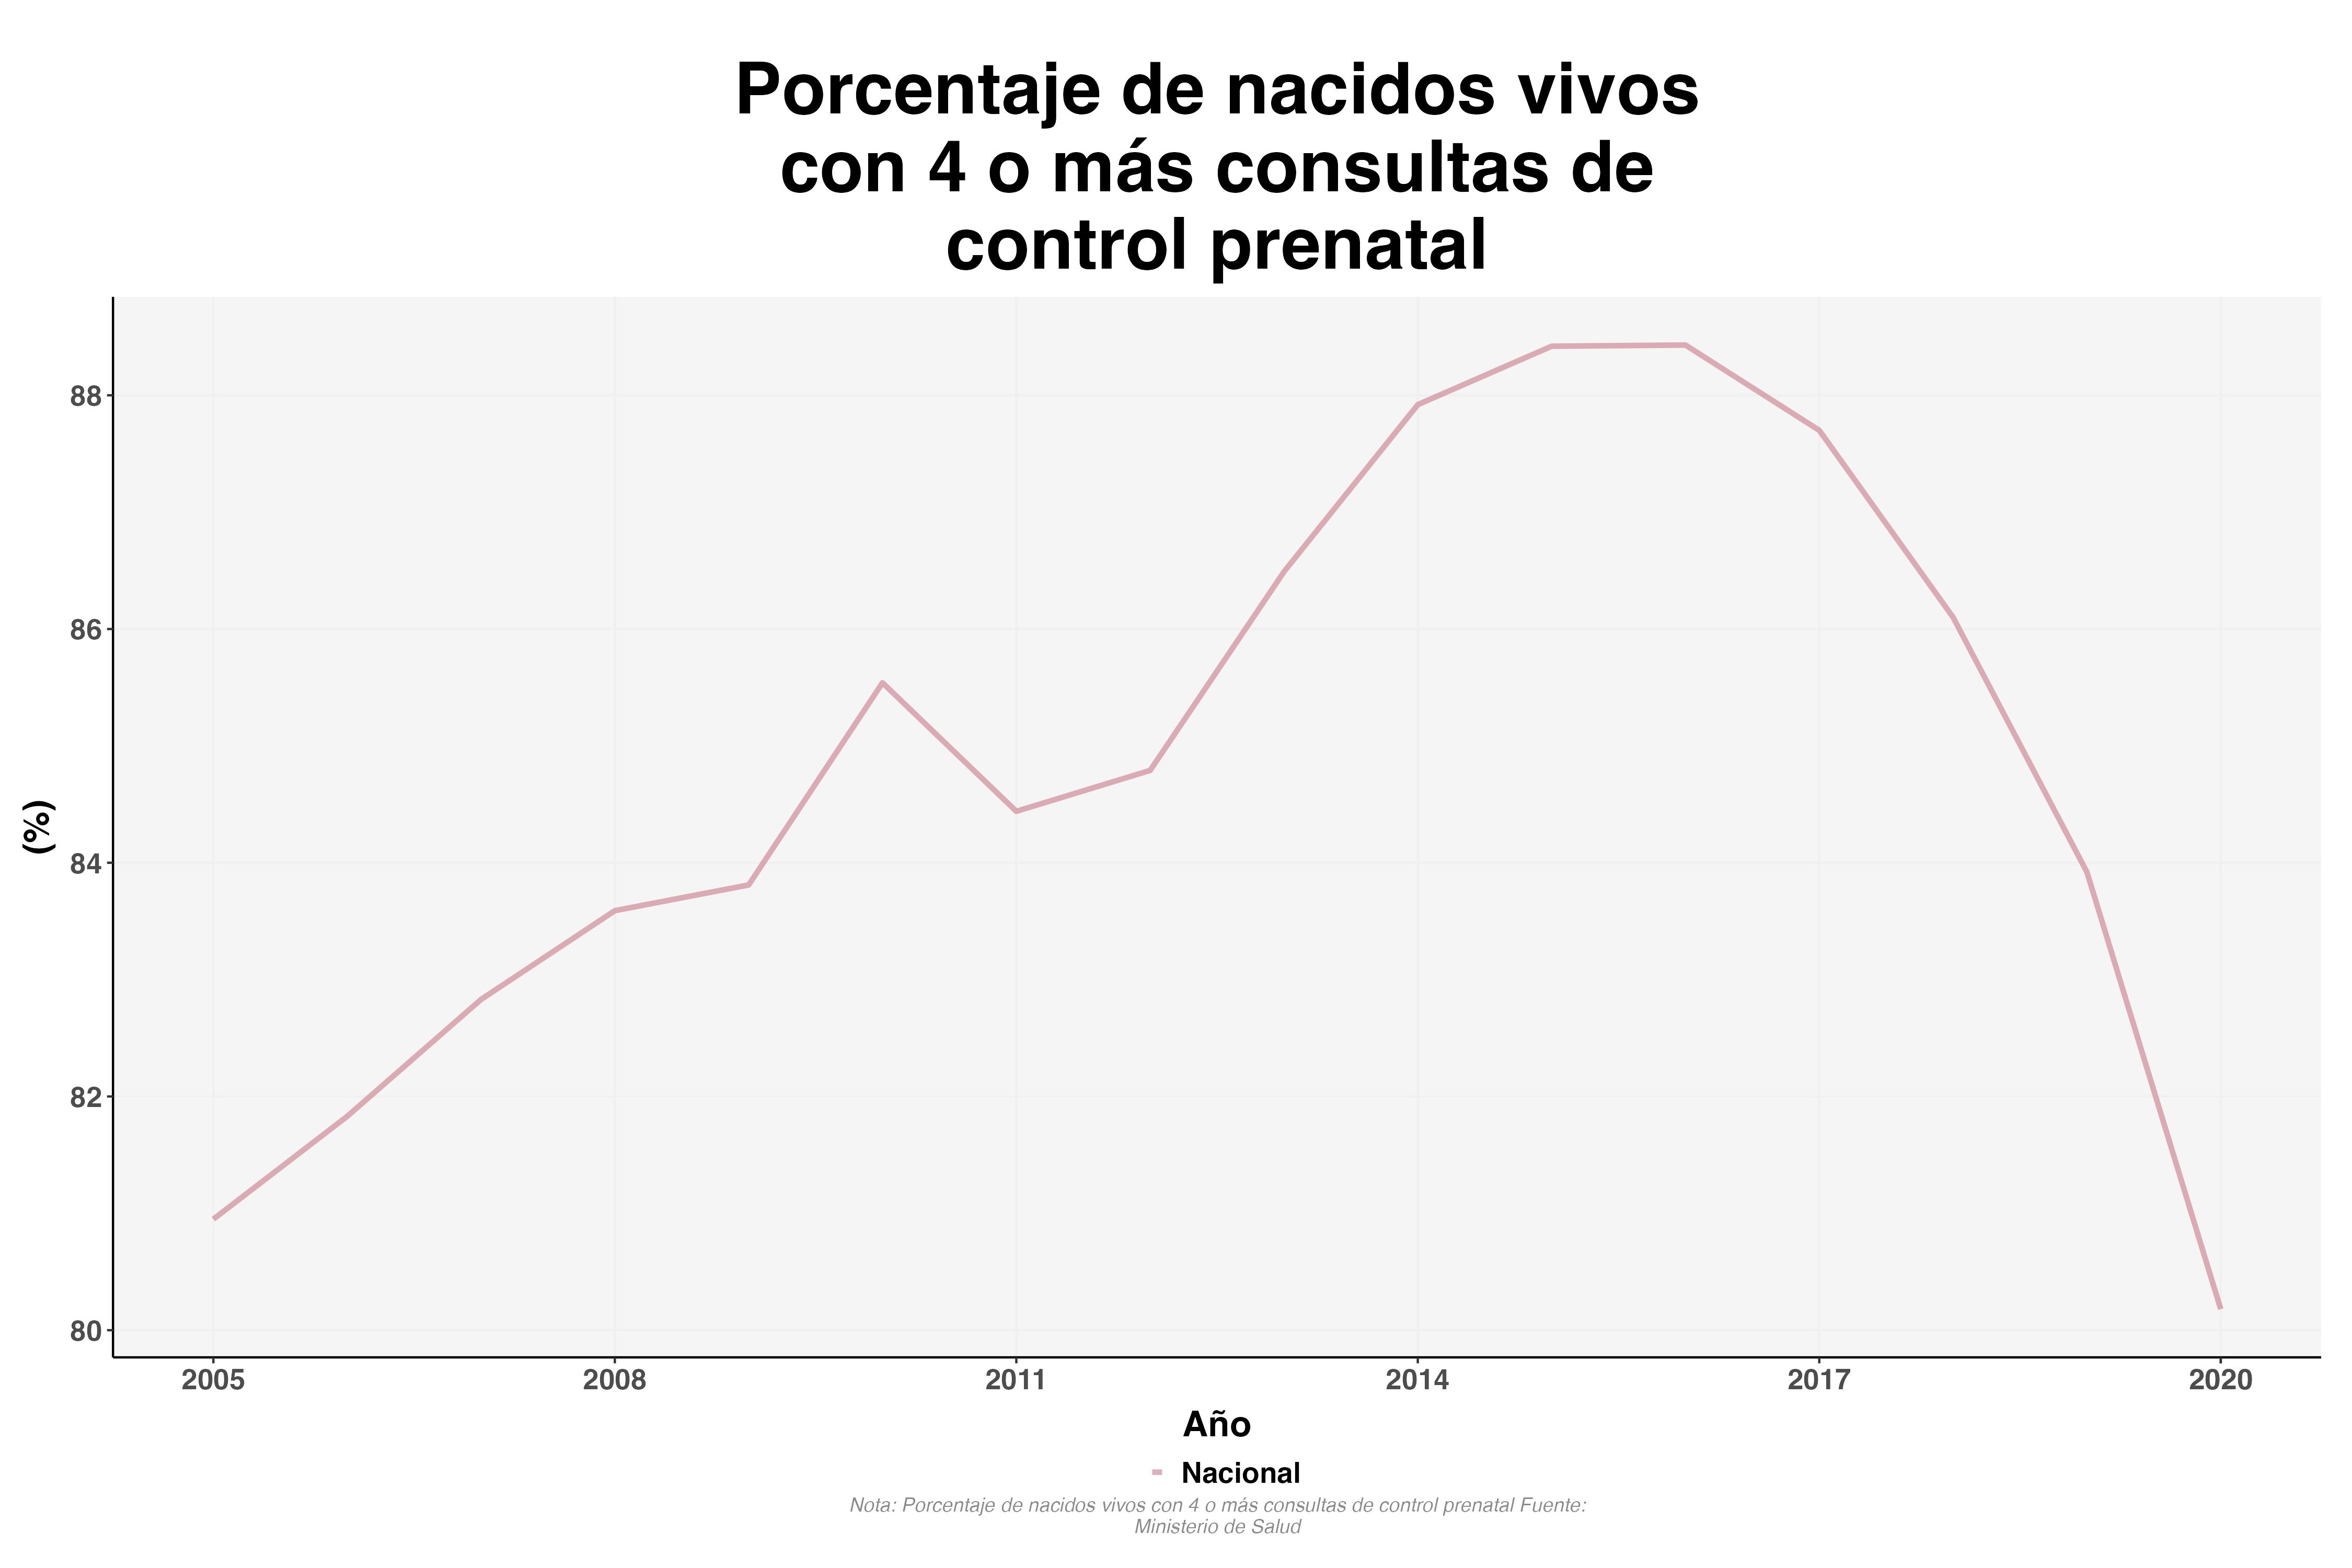 Porcentaje de nacidos vivos
con 4 o más consultas de
control prenatal
88
86
84
82
80
(%)
2005 2008 2011 2014 2017 2020
Año
Nacional
Nota: Porcentaje de nacidos vivos con 4 o más consultas de control prenatal Fuente:
Ministerio de Salud